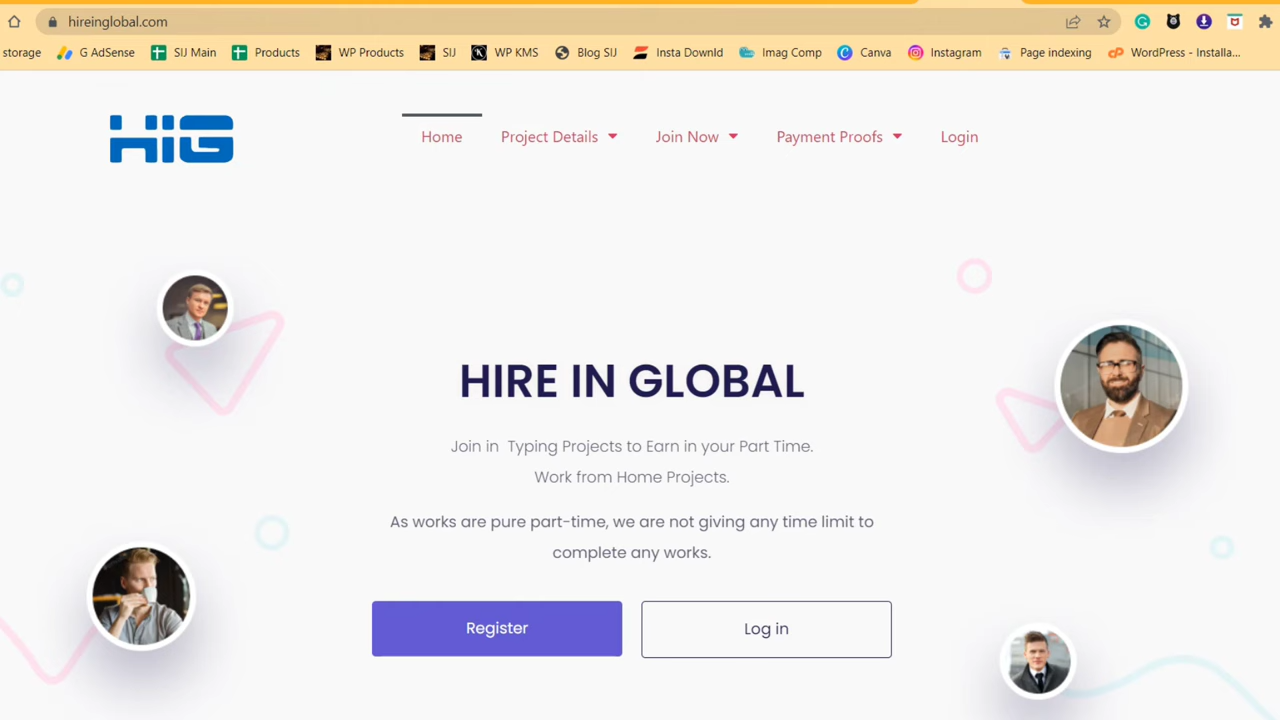 hireinglobal.com
storage G AdSense SIJ Main Products WP Products SIJ WP KMS Blog SIJ Insta Downld Imag Comp Canva Instagram Page indexing WordPress - Installa...
HiG Home Project Details Join Now Payment Proofs Login
HIRE IN GLOBAL
Join in Typing Projects to Earn in your Part Time.
Work from Home Projects.
As works are pure part-time, we are not giving any time limit to
complete any works.
Register Log in